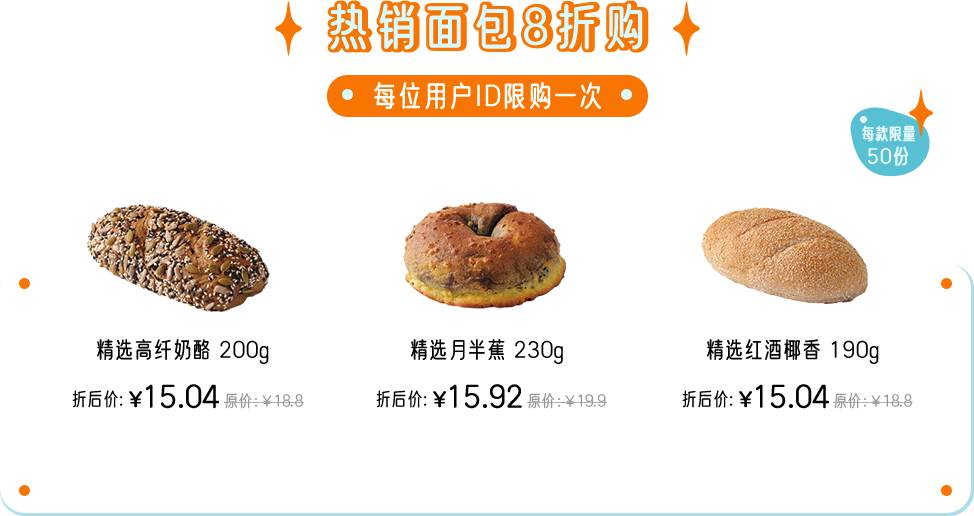 热销面包8折购
每位用户ID限购一次
每款限量
50份
精选高纤奶酪 200g
折后价:¥15.04 原价:¥18.8
精选月半蕉 230g
折后价:¥15.92 原价:¥19.9
精选红酒椰香 190g
折后价:¥15.04 原价:¥18.8